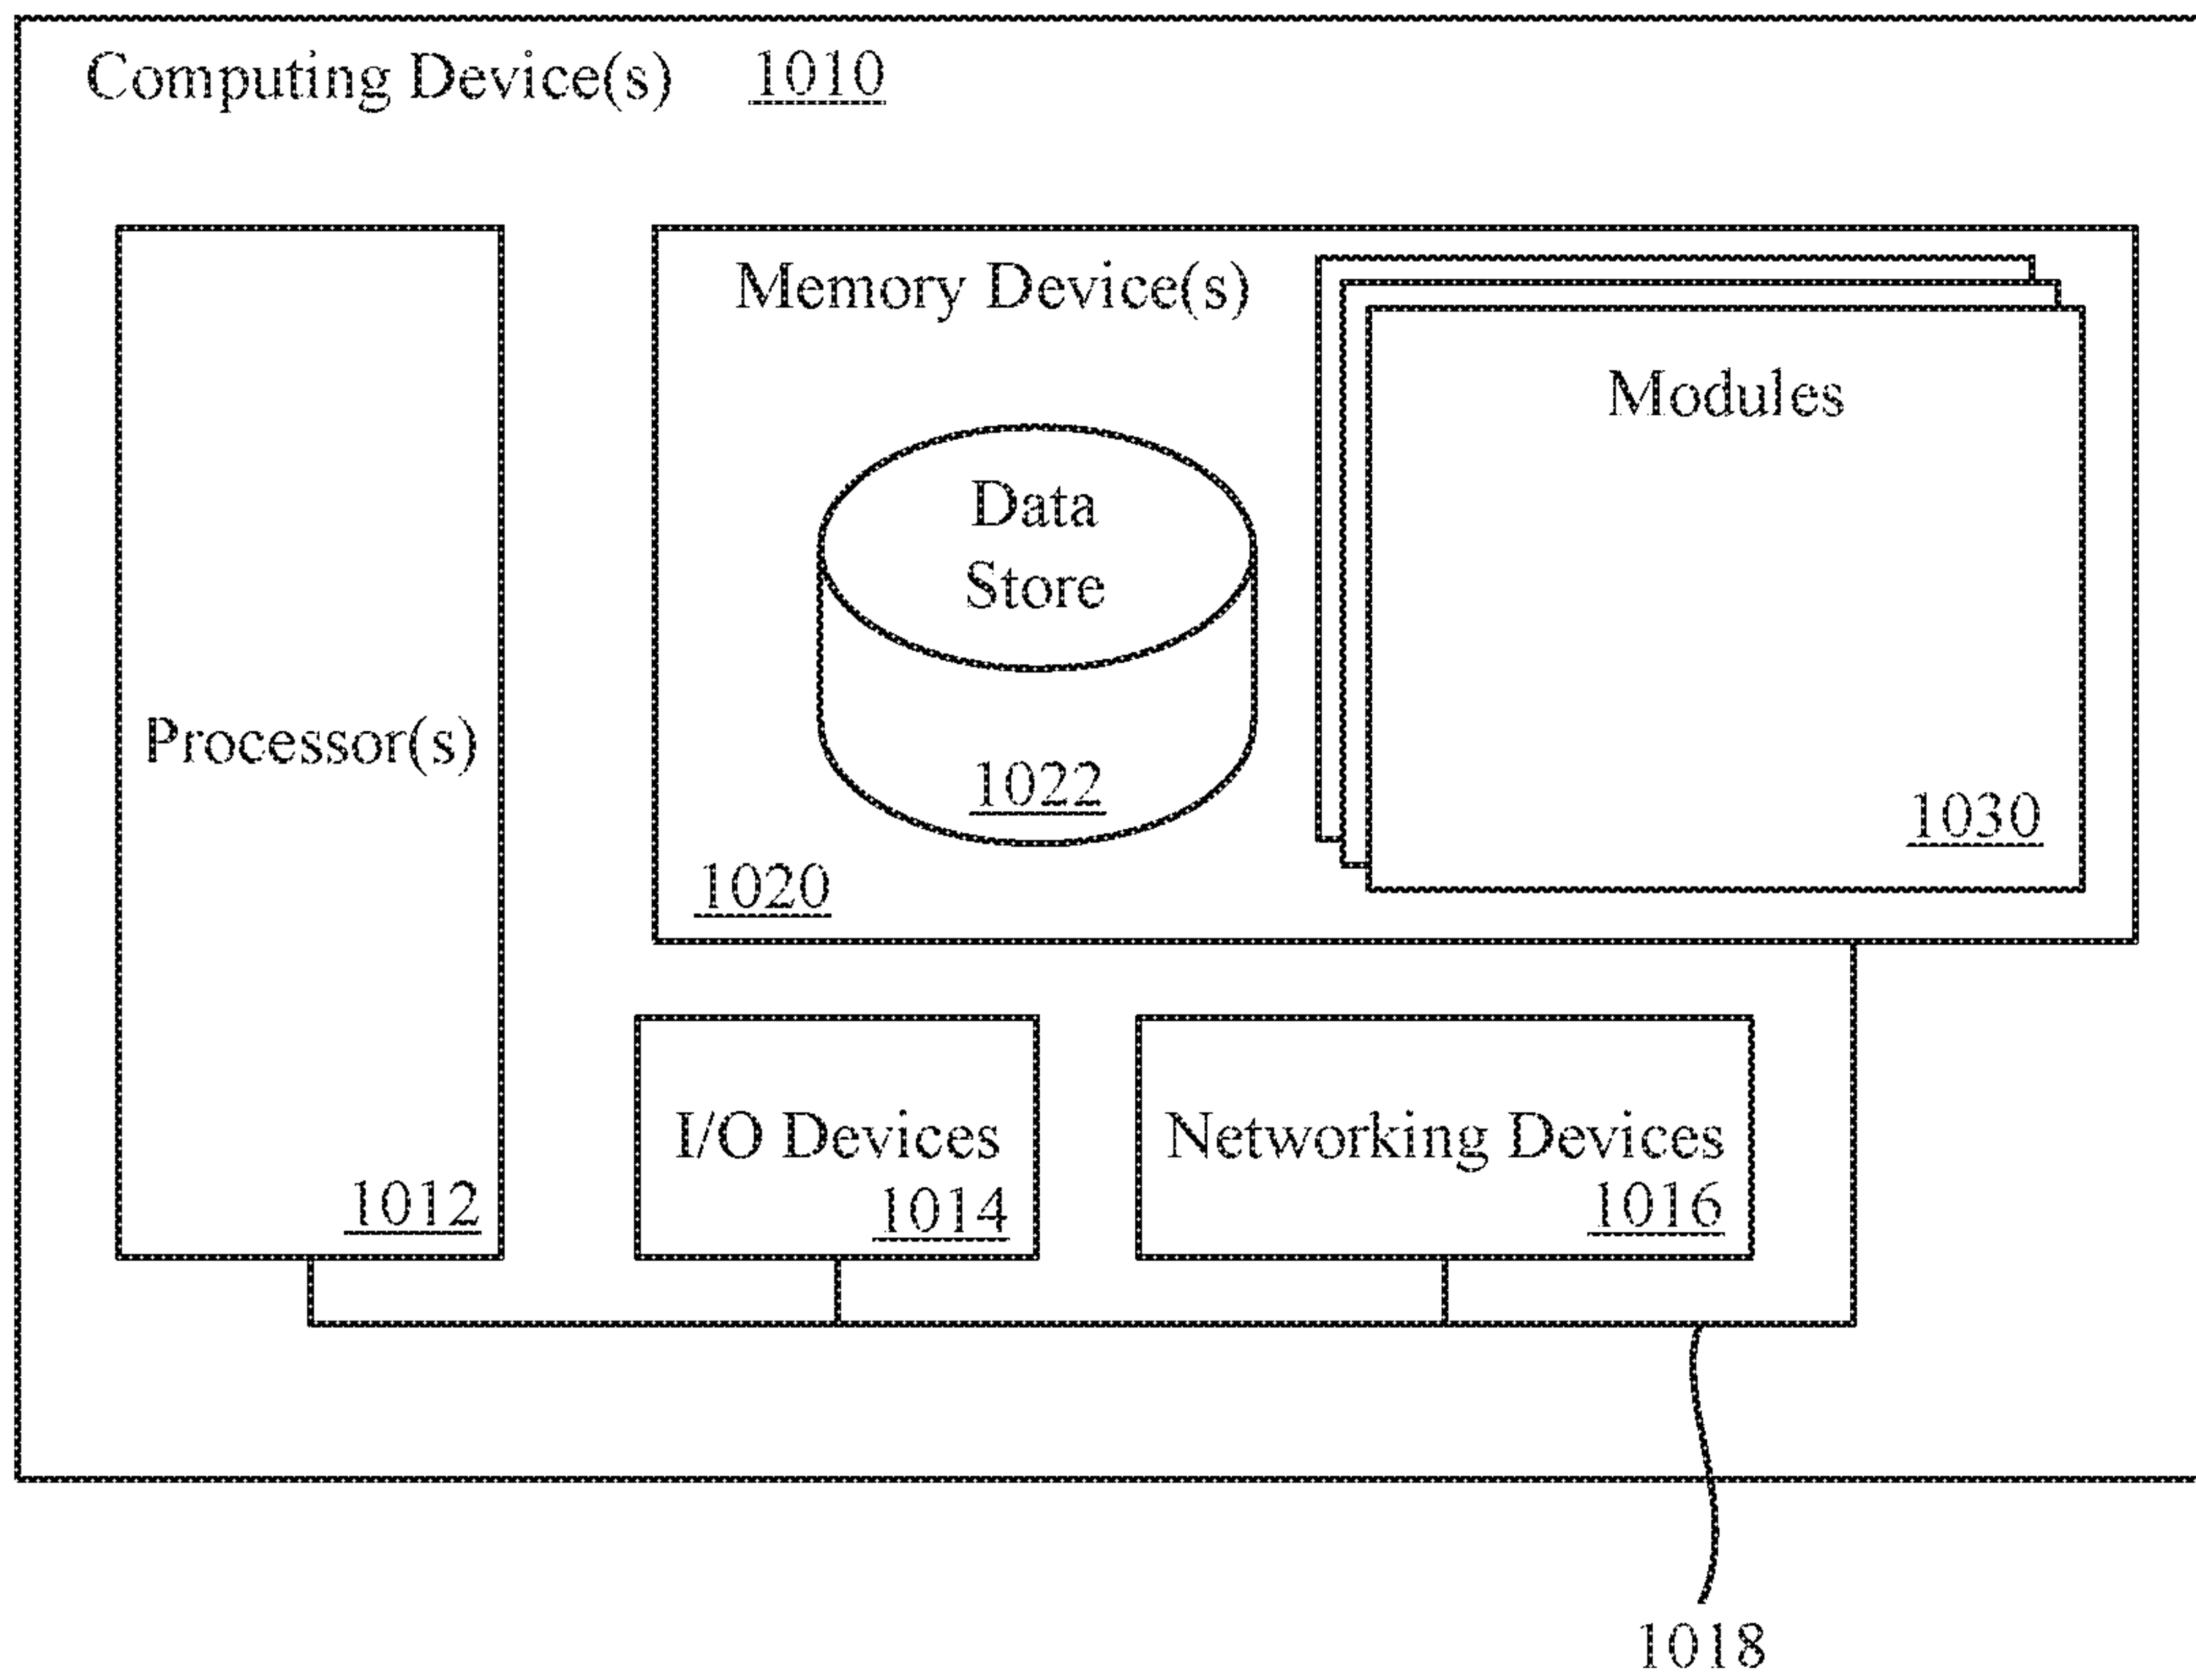 Computing Device(s) 1010
Memory Device(s)
Modules
Data
Store
Processor(s)
1022
1030
1020
I/O Devices
Networking Devices
1012
1014
1016
1018